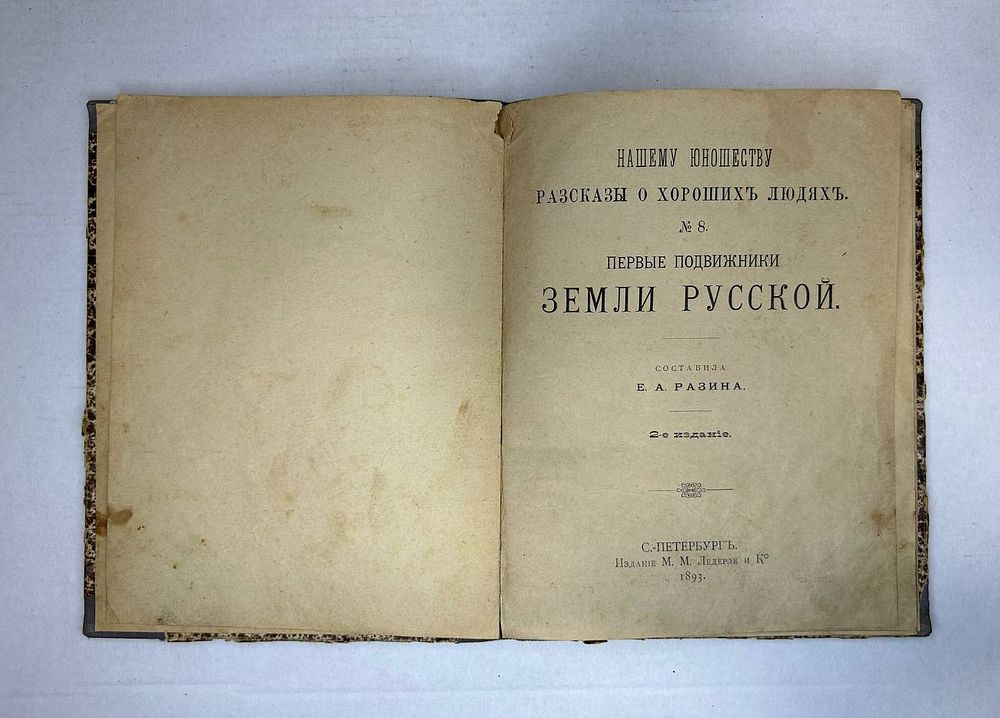 НАШЕМУ ЮНОШЕСТВУ
РАЗСКАЗЫ О ХОРОШИХЪ ЛЮДЯХЪ.
№ 8.
ПЕРВЫЕ ПОДВИЖНИКИ
ЗЕМЛИ РУССКОЙ.
СОСТАВИЛА
Е. А. РАЗИНА.
2-е изданіе.
С.-ПЕТЕРБУРГЪ.
Изданіе М. М. Ледерле и Кº
1893.